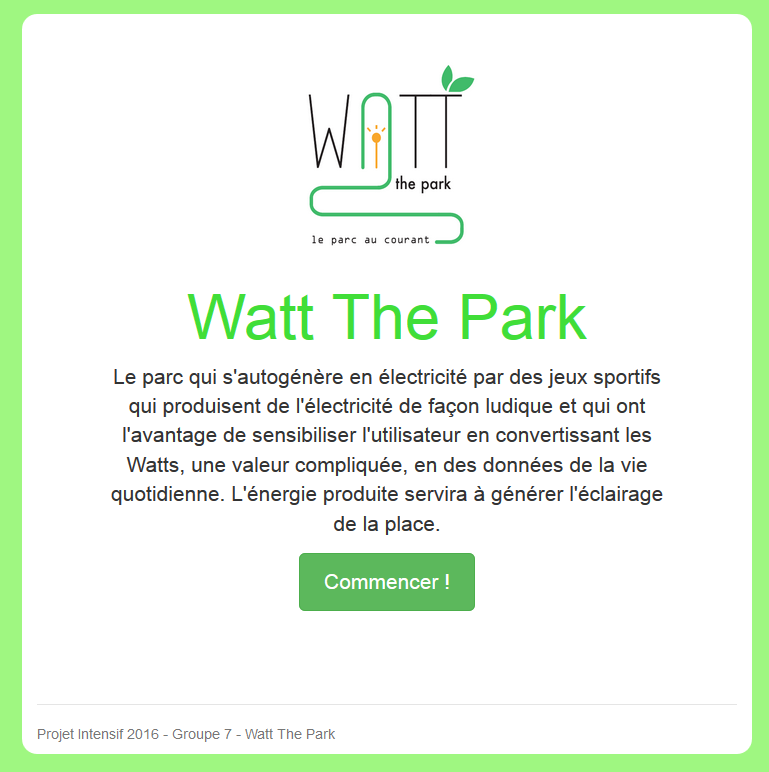 WATT
the park
le parc au courant
Watt The Park
Le parc qui s'autogénère en électricité par des jeux sportifs
qui produisent de l'électricité de façon ludique et qui ont
l'avantage de sensibiliser l'utilisateur en convertissant les
Watts, une valeur compliquée, en des données de la vie
quotidienne. L'énergie produite servira à générer l'éclairage
de la place.
Commencer !
Projet Intensif 2016 - Groupe 7 - Watt The Park